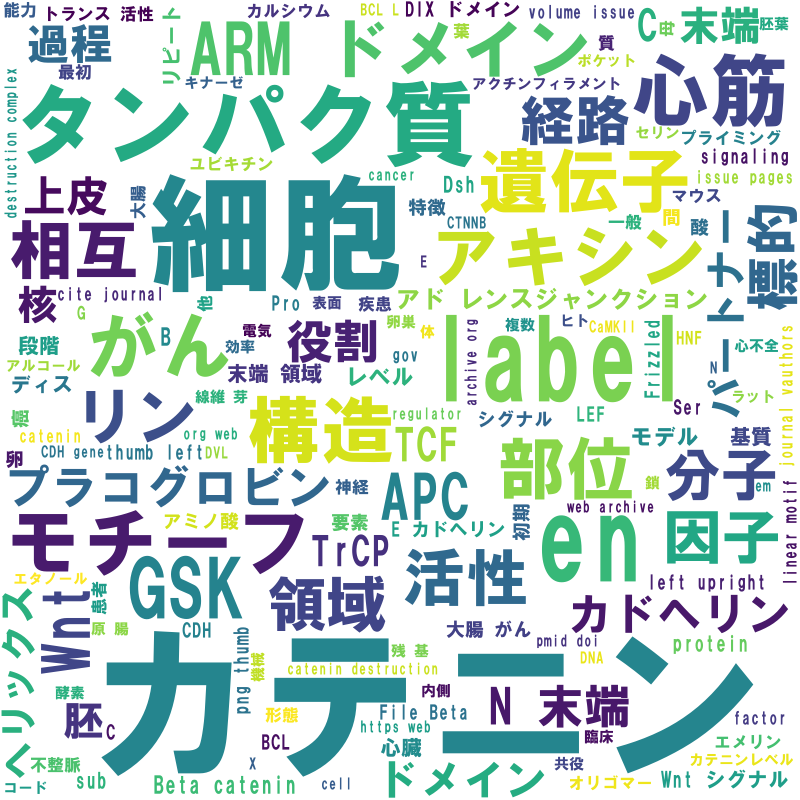 能力
トランス 活性
カルシウム
BCL L
DIX ドメイン
volume issue
過程
リピート
ARM ドメイン
葉
質
C
末端
胚葉
最初
キナーゼ
アクチンフィラメント
ポケット
心筋
destruction complex
タンパク質
経路
セリン
プライミング
ユビキチン
signaling
cancer
Dsh
遺伝子
issue pages
上皮
大腸
細胞
特徴
マウス
CTNNB
一般
問
酸
相互
アキシン
パートナー
標的
E
核
cite journal
他
Pro
表面
疾患
アド レンスジャンクション
G
B
電気
卵巣
体
複数
ヒト
CaMKII
Frizzled
HNF
がん
役割
label
archive org
gov
N
心不全
journal vauthors
段階
効率
アルコール
末端 領域
レベル
ディス
線維 芽
ラット
リン
構造
regulator
シグナル
LEF
Ser
癌
catenin
org web
TCF
モデル
基質
卵
CDH gene
thumb left
DVL
部位
分子
プラコグロビン
神経
APC
鎖
em
web archive
linear motif
モチーフ
アミノ酸
要素
E カドヘリン
初期
en
因子
TrCP
エタノール
患者
GSK
領域
活性
left upright
ヘリックス
Wnt
カドヘリン
原 腸
CDH
大腸 がん
pmid doi
protein
png thumb
機械
残 基
catenin destruction
DNA
カテニン
酵素
内側
N 末端
胚
C
形態
File Beta
factor
https web
BCL
臨床
心臓
エメリン
不整脈
X
共役
カテニンレベル
コード
sub
Beta catenin
cell
ドメイン
オリゴマー
Wnt シグナル